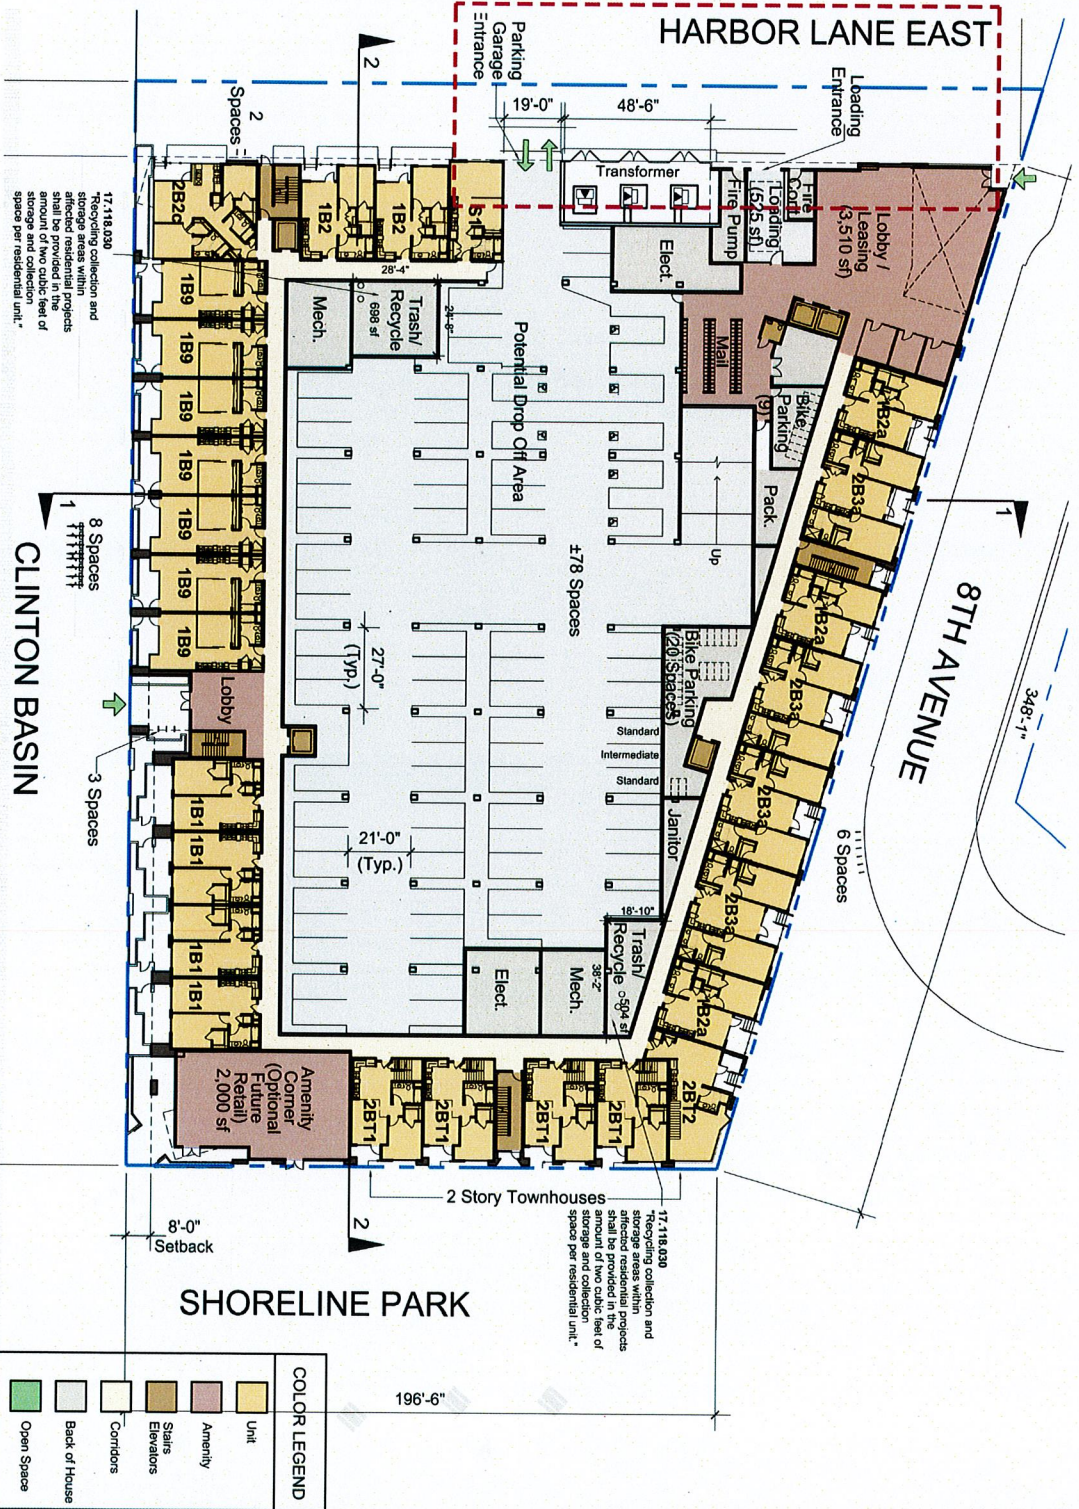 HARBOR LANE EAST
Parking
Garage
Entrance
2
19'-0"
48'-6"
Loading
Entrance
2
Spaces
Transformer
Fire Pump
Loading
(525 sf)
Fire
Cont.
Lobby /
Leasing
(3,510 sf)
2B2c
1B2
1B2
S1
Elect.
17.118.030
"Recycling collection and
storage areas within
affected residential projects
shall be provided in the
amount of two cubic feet of
storage and collection
space per residential unit."
28'-4"
24'-8"
Mech.
Trash/
Recycle
698 sf
Potential Drop Off Area
Mail
Bike
Parking
(9)
Pack.
Up
1B9
1B9
1B9
1B9
1B9
1B9
1B9
1B2a
2B3a
1B2a
2B3a
2B3a
2B3a
1B2a
2BT2
1
8TH AVENUE
348'-1"
6 Spaces
1
8 Spaces
CLINTON BASIN
±78 Spaces
27'-0"
(Typ.)
Bike Parking
(20 Spaces)
Standard
Intermediate
Standard
Janitor
Lobby
3 Spaces
21'-0"
(Typ.)
1B1
1B1
1B1
1B1
18'-10"
Trash/
Recycle
504 sf
38'-2"
Elect.
Mech.
Amenity
Corner
(Optional
Future
Retail)
2,000 sf
2BT1
2BT1
2BT1
2BT1
2 Story Townhouses
17.118.030
"Recycling collection and
storage areas within
affected residential projects
shall be provided in the
amount of two cubic feet of
storage and collection
space per residential unit."
2
8'-0"
Setback
SHORELINE PARK
196'-6"
COLOR LEGEND
Unit
Amenity
Stairs
Elevators
Corridors
Back of House
Open Space